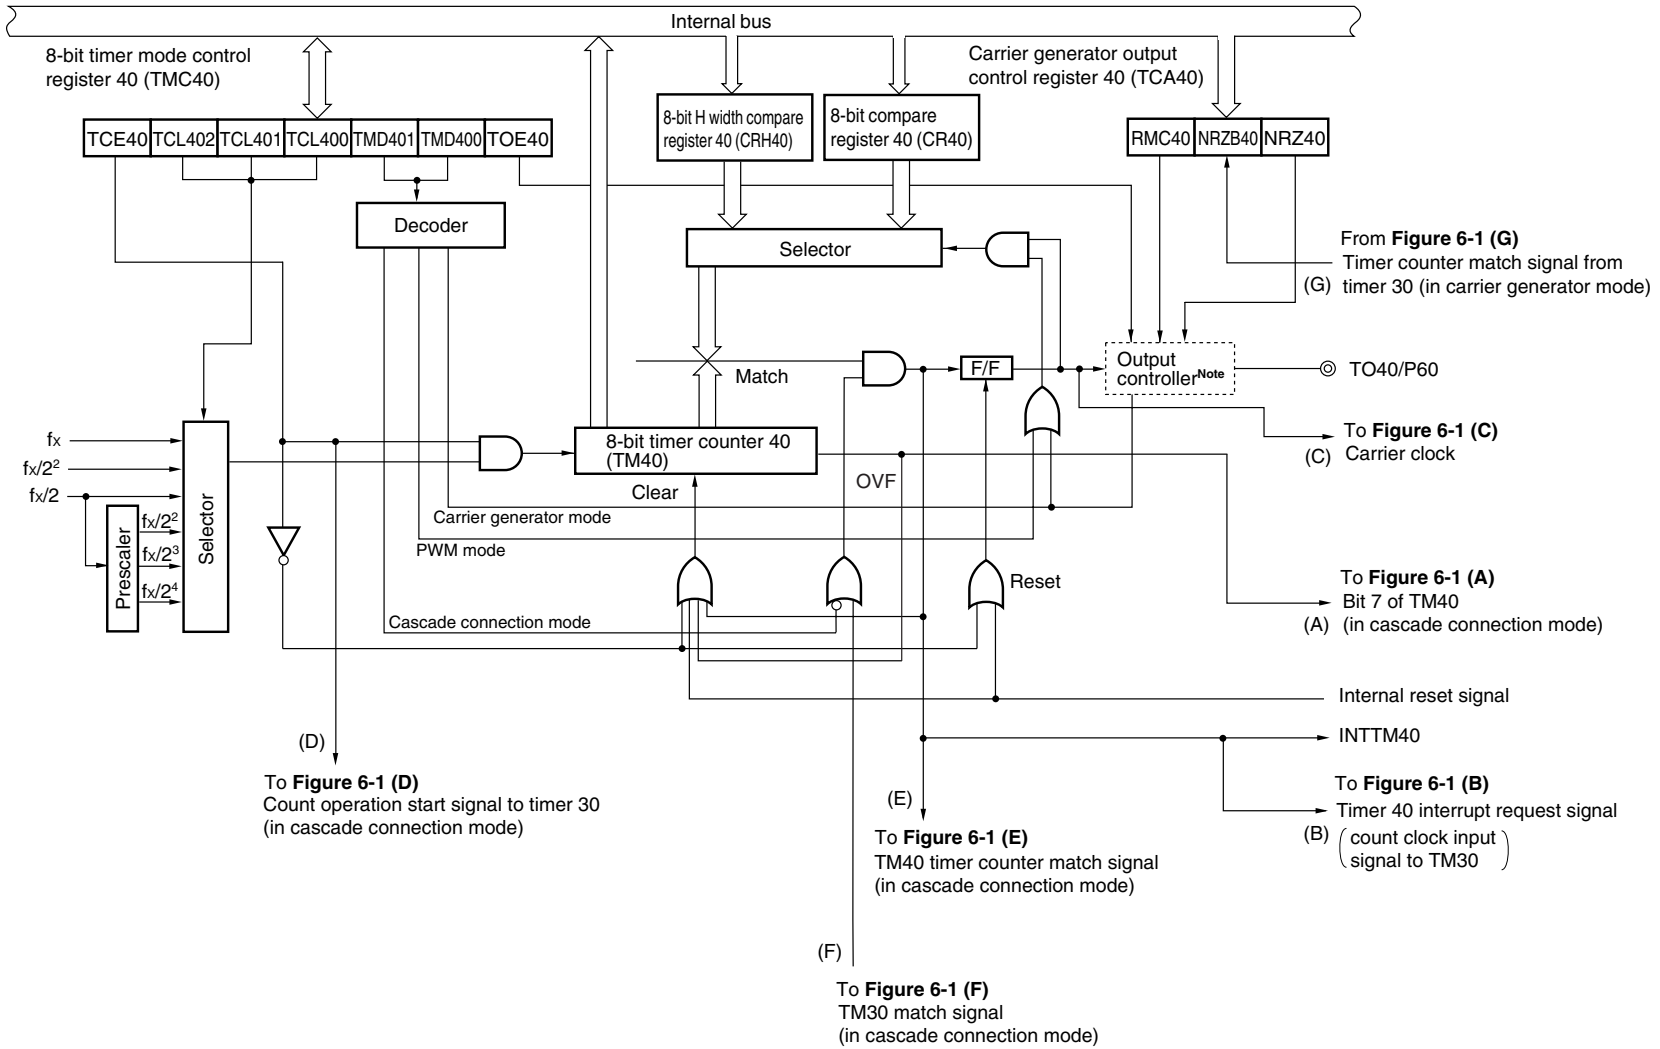 Internal bus
8-bit timer mode control
register 40 (TMC40)
Carrier generator output
control register 40 (TCA40)
8-bit H width compare
register 40 (CRH40)
8-bit compare
register 40 (CR40)
TCE40 TCL402 TCL401 TCL400 TMD401 TMD400 TOE40
RMC40 NRZB40 NRZ40
Decoder
Selector
From Figure 6-1 (G)
Timer counter match signal from
(G) timer 30 (in carrier generator mode)
Match
F/F
Output
controllerNote
TO40/P60
To Figure 6-1 (C)
(C) Carrier clock
fx
fx/2²
fx/2
Prescaler
fx/2²
fx/2³
fx/2⁴
Selector
8-bit timer counter 40
(TM40)
Clear
OVF
Carrier generator mode
PWM mode
Cascade connection mode
Reset
To Figure 6-1 (A)
Bit 7 of TM40
(A) (in cascade connection mode)
Internal reset signal
INTTM40
(D)
To Figure 6-1 (D)
Count operation start signal to timer 30
(in cascade connection mode)
(E)
To Figure 6-1 (E)
TM40 timer counter match signal
(in cascade connection mode)
To Figure 6-1 (B)
Timer 40 interrupt request signal
(B) (count clock input
signal to TM30)
(F)
To Figure 6-1 (F)
TM30 match signal
(in cascade connection mode)